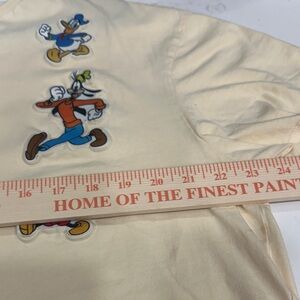 16 17 18 19 20 21 22 23 24
HOME OF THE FINEST PAIN